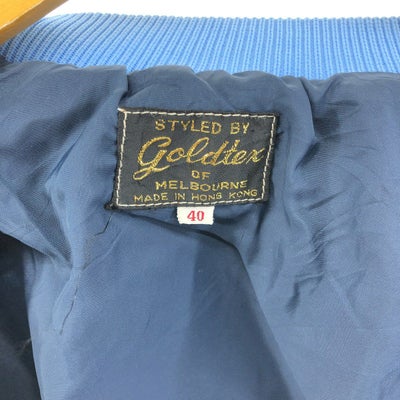 STYLED BY
Goldtex
OF
MELBOURNE
MADE IN HONG KONG
40